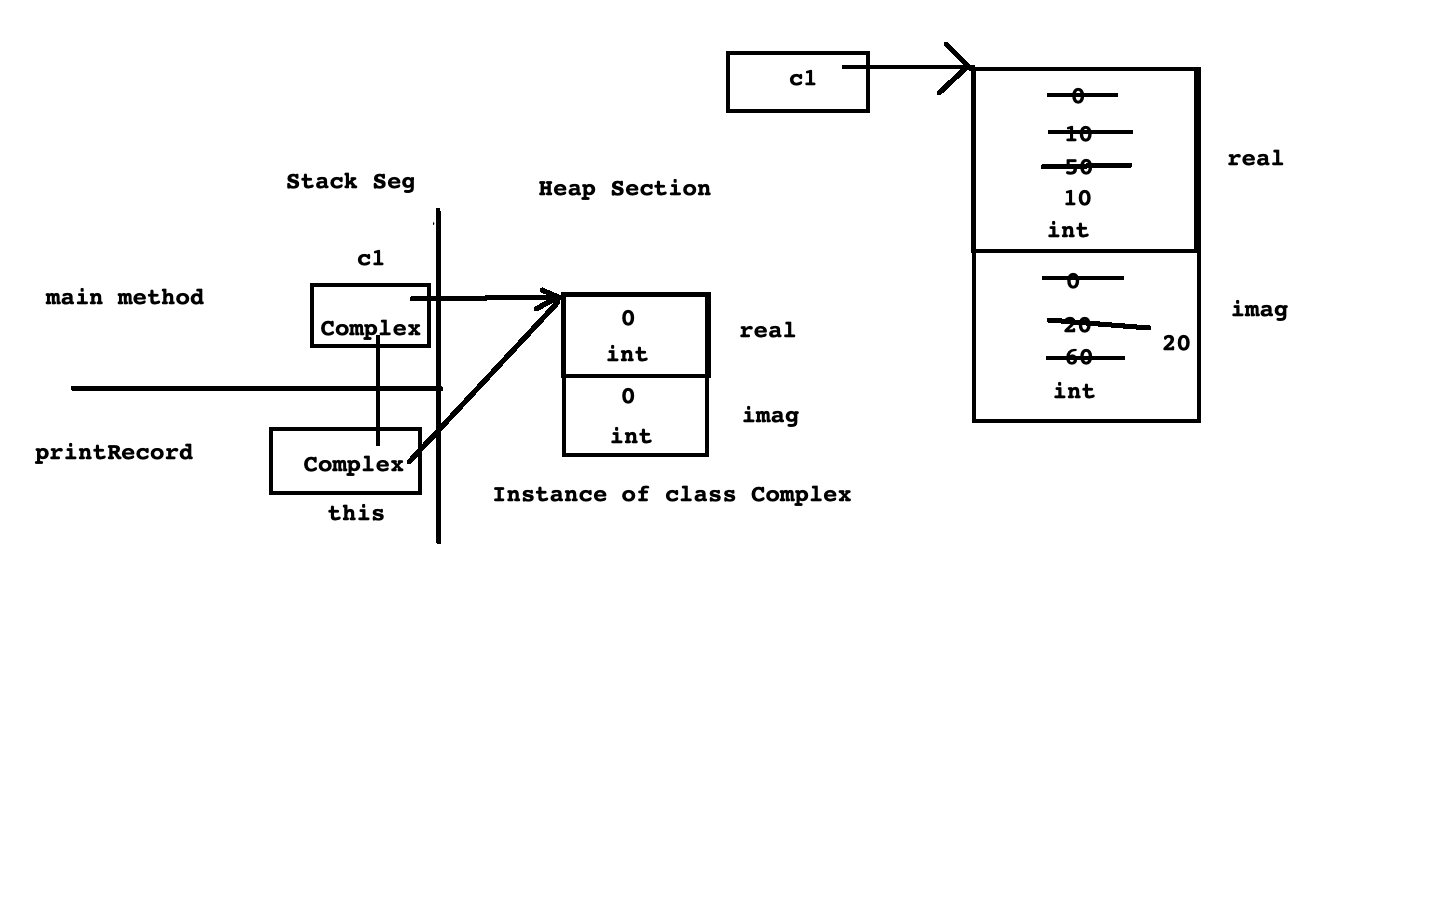 c1
0
10
50
10
int
real
0
20
20
60
int
imag
Stack Seg
Heap Section
c1
main method
Complex
0
int
real
0
int
imag
printRecord
Complex
this
Instance of class Complex